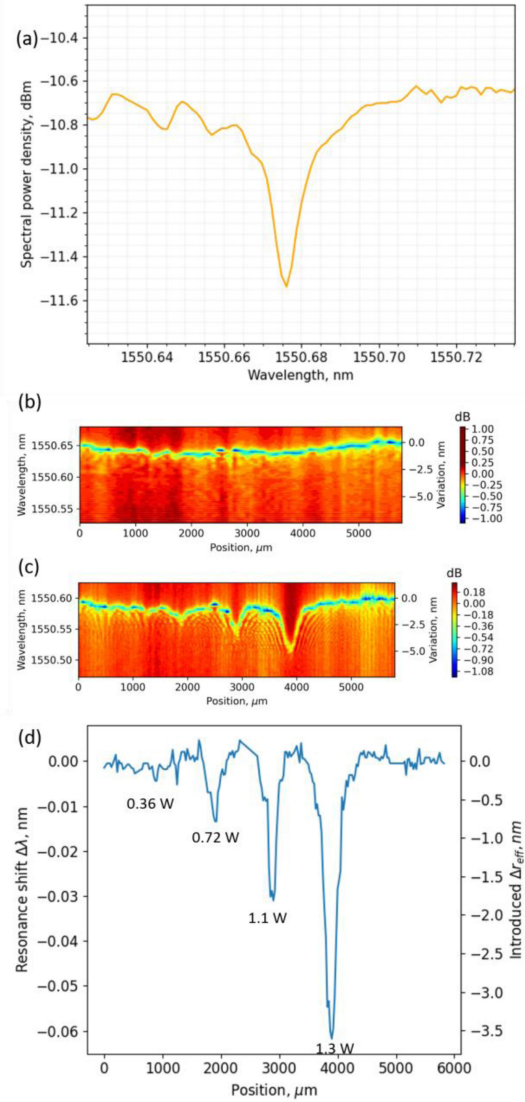 (a)
−10.4
−10.6
−10.8
−11.0
−11.2
−11.4
−11.6
Spectral power density, dBm
1550.64 1550.66 1550.68 1550.70 1550.72
Wavelength, nm
(b)
1550.65
1550.60
1550.55
Wavelength, nm
0 1000 2000 3000 4000 5000
Position, μm
0.0
−2.5
−5.0
Variation, nm
dB
1.00
0.75
0.50
0.25
0.00
−0.25
−0.50
−0.75
−1.00
(c)
1550.60
1550.55
1550.50
Wavelength, nm
0 1000 2000 3000 4000 5000
Position, μm
0.0
−2.5
−5.0
Variation, nm
dB
0.18
0.00
−0.18
−0.34
−0.54
−0.72
−0.90
−1.08
(d)
0.00
−0.01
−0.02
−0.03
−0.04
−0.05
−0.06
Resonance shift Δλ, nm
0.36 W
0.72 W
1.1 W
1.3 W
0.0
−0.5
−1.0
−1.5
−2.0
−2.5
−3.0
−3.5
Introduced Δreff, nm
0 1000 2000 3000 4000 5000 6000
Position, μm